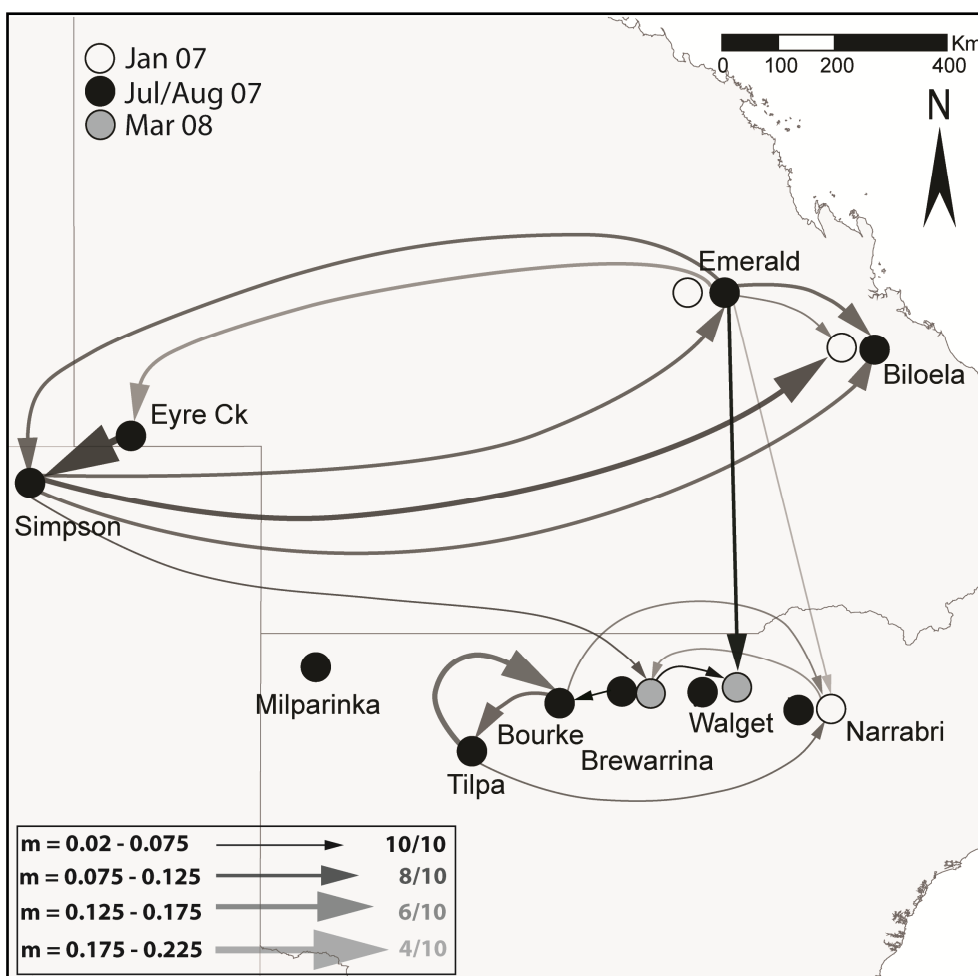 Jan 07
Jul/Aug 07
Mar 08
Km
0 100 200 400
N
Emerald
Biloela
Eyre Ck
Simpson
Milparinka
Bourke
Walget
Narrabri
Brewarrina
Tilpa
m = 0.02 - 0.075 10/10
m = 0.075 - 0.125 8/10
m = 0.125 - 0.175 6/10
m = 0.175 - 0.225 4/10